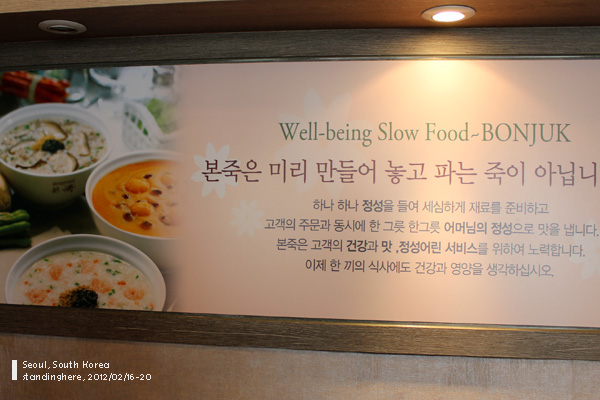 Well-being Slow Food~BONJUK
본죽은 미리 만들어 놓고 파는 죽이 아닙니
하나 하나 정성을 들여 세심하게 재료를 준비하고
고객의 주문과 동시에 한 그릇 한그릇 어머님의 정성으로 맛을 냅니다.
본죽은 고객의 건강과 맛, 정성어린 서비스를 위하여 노력합니다.
이제 한 끼의 식사에도 건강과 영양을 생각하십시오.
Seoul, South Korea
standinghere, 2012/02/16-20